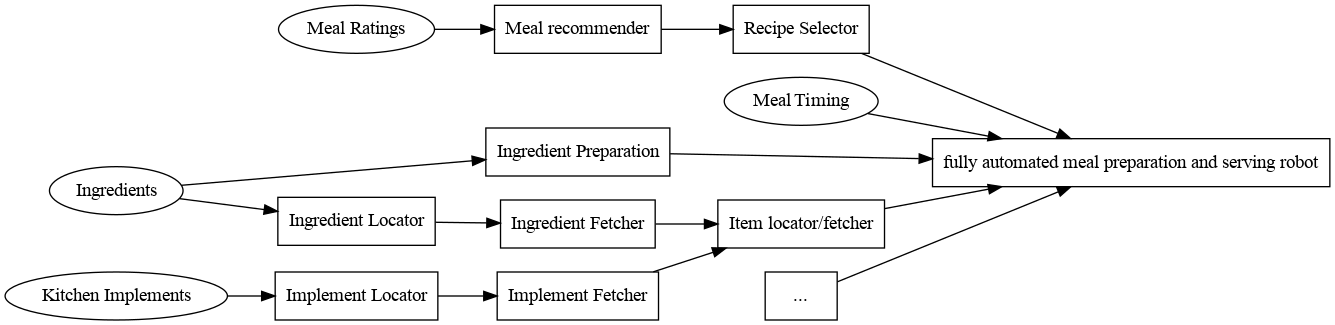 Meal Ratings
Meal recommender
Recipe Selector
Meal Timing
Ingredient Preparation
fully automated meal preparation and serving robot
Ingredients
Ingredient Locator
Ingredient Fetcher
Item locator/fetcher
Kitchen Implements
Implement Locator
Implement Fetcher
...